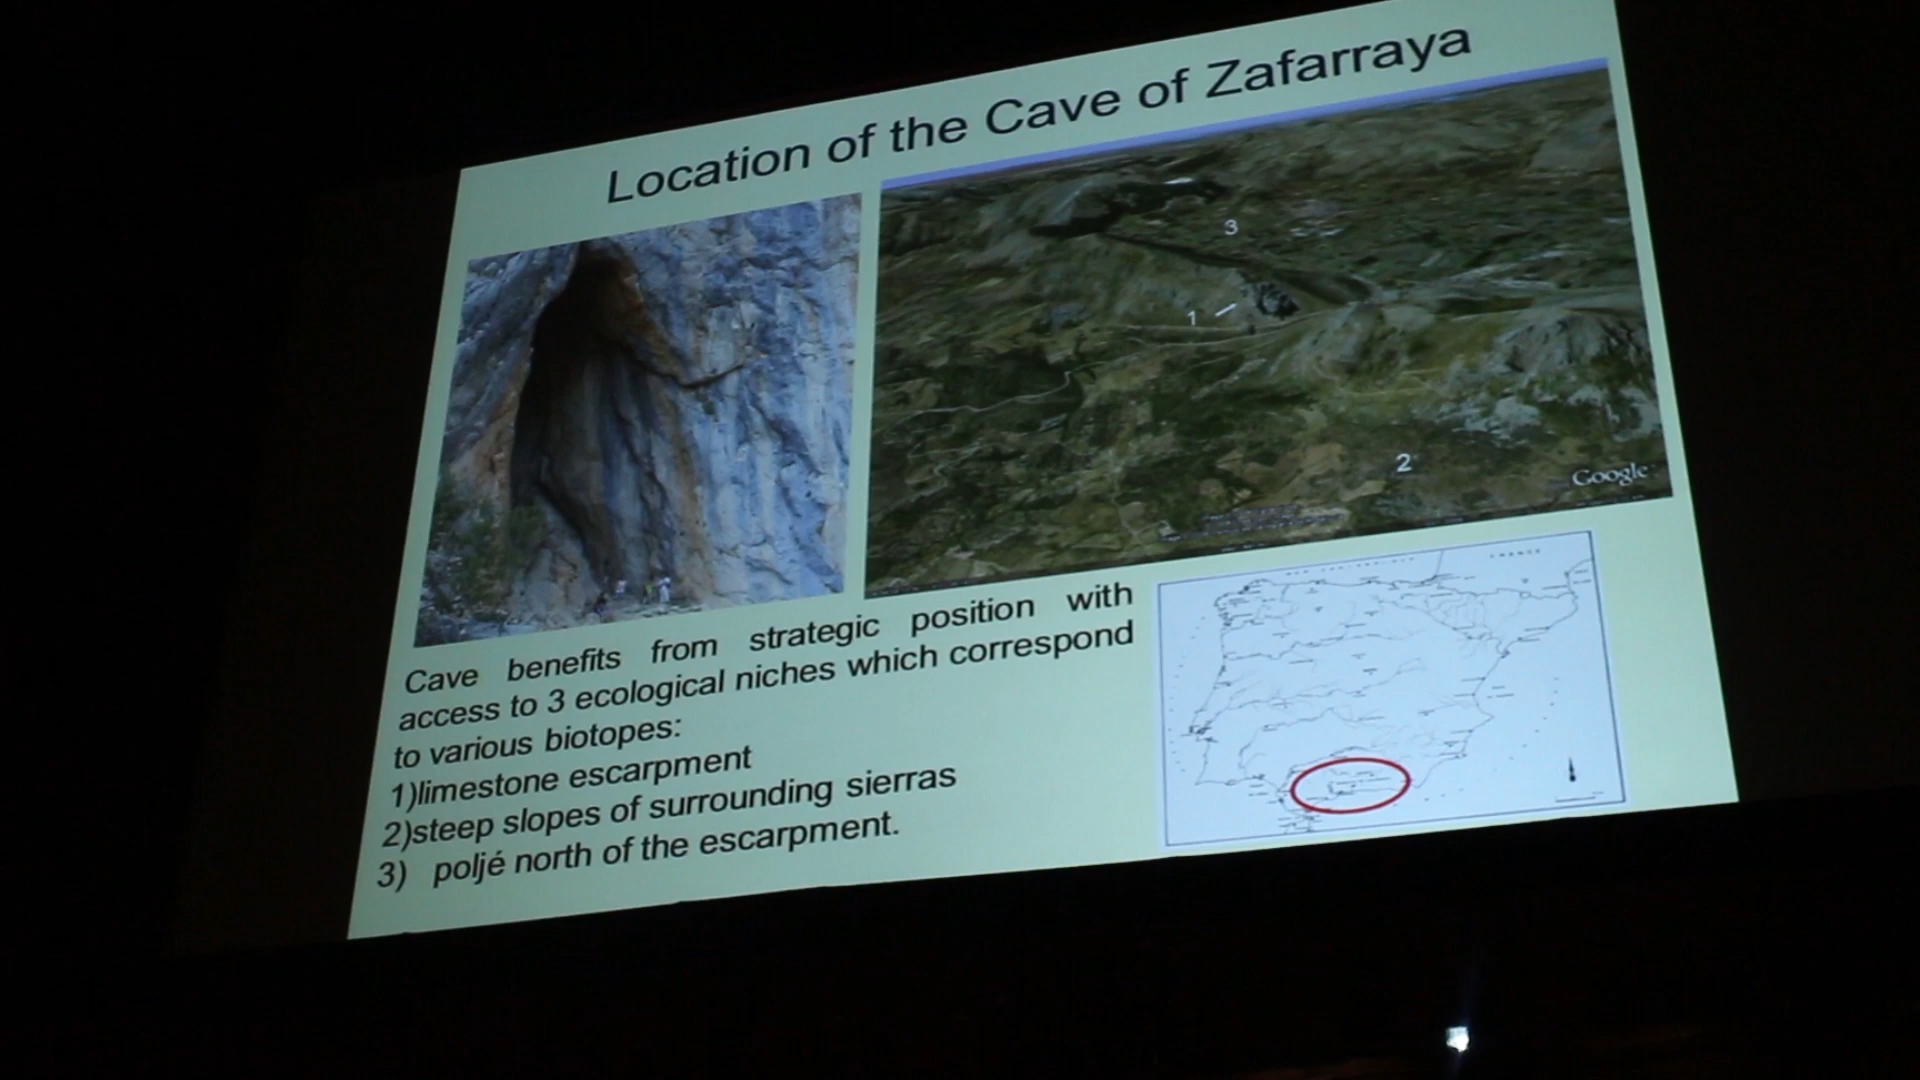 Location of the Cave of Zafarraya
3
1
2
Google
FRANCE
Cave benefits from strategic position with
access to 3 ecological niches which correspond
to various biotopes:
1)limestone escarpment
2)steep slopes of surrounding sierras
3) poljé north of the escarpment.